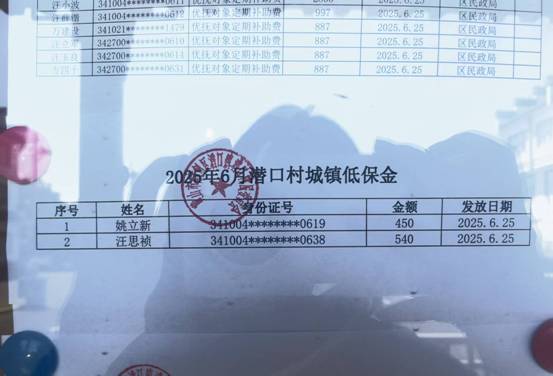 汪小波 341004********0611 优抚对象定期补助费 2025.6.25 区民政局
341004********0512 优抚对象定期补助费 997 2025.6.25 区民政局
万建设 341021********1479 优抚对象定期补助费 887 2025.6.25 区民政局
342700********0610 优抚对象定期补助费 887 2025.6.25 区民政局
342700********0614 优抚对象定期补助费 887 2025.6.25 区民政局
342700********0631 优抚对象定期补助费 887 2025.6.25 区民政局
2025年6月潜口村城镇低保金
序号 姓名 身份证号 金额 发放日期
1 姚立新 341004********0619 450 2025.6.25
2 汪思祯 341004********0638 540 2025.6.25